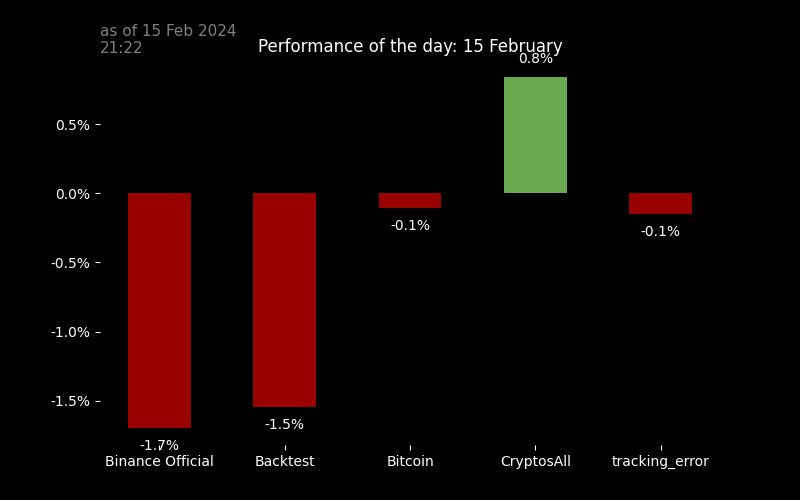 as of 15 Feb 2024
21:22
Performance of the day: 15 February
0.8%
0.5%
0.0%
-0.1%
-0.1%
-0.5%
-1.0%
-1.5%
-1.5%
-1.7%
Binance Official
Backtest
Bitcoin
CryptosAll
tracking_error